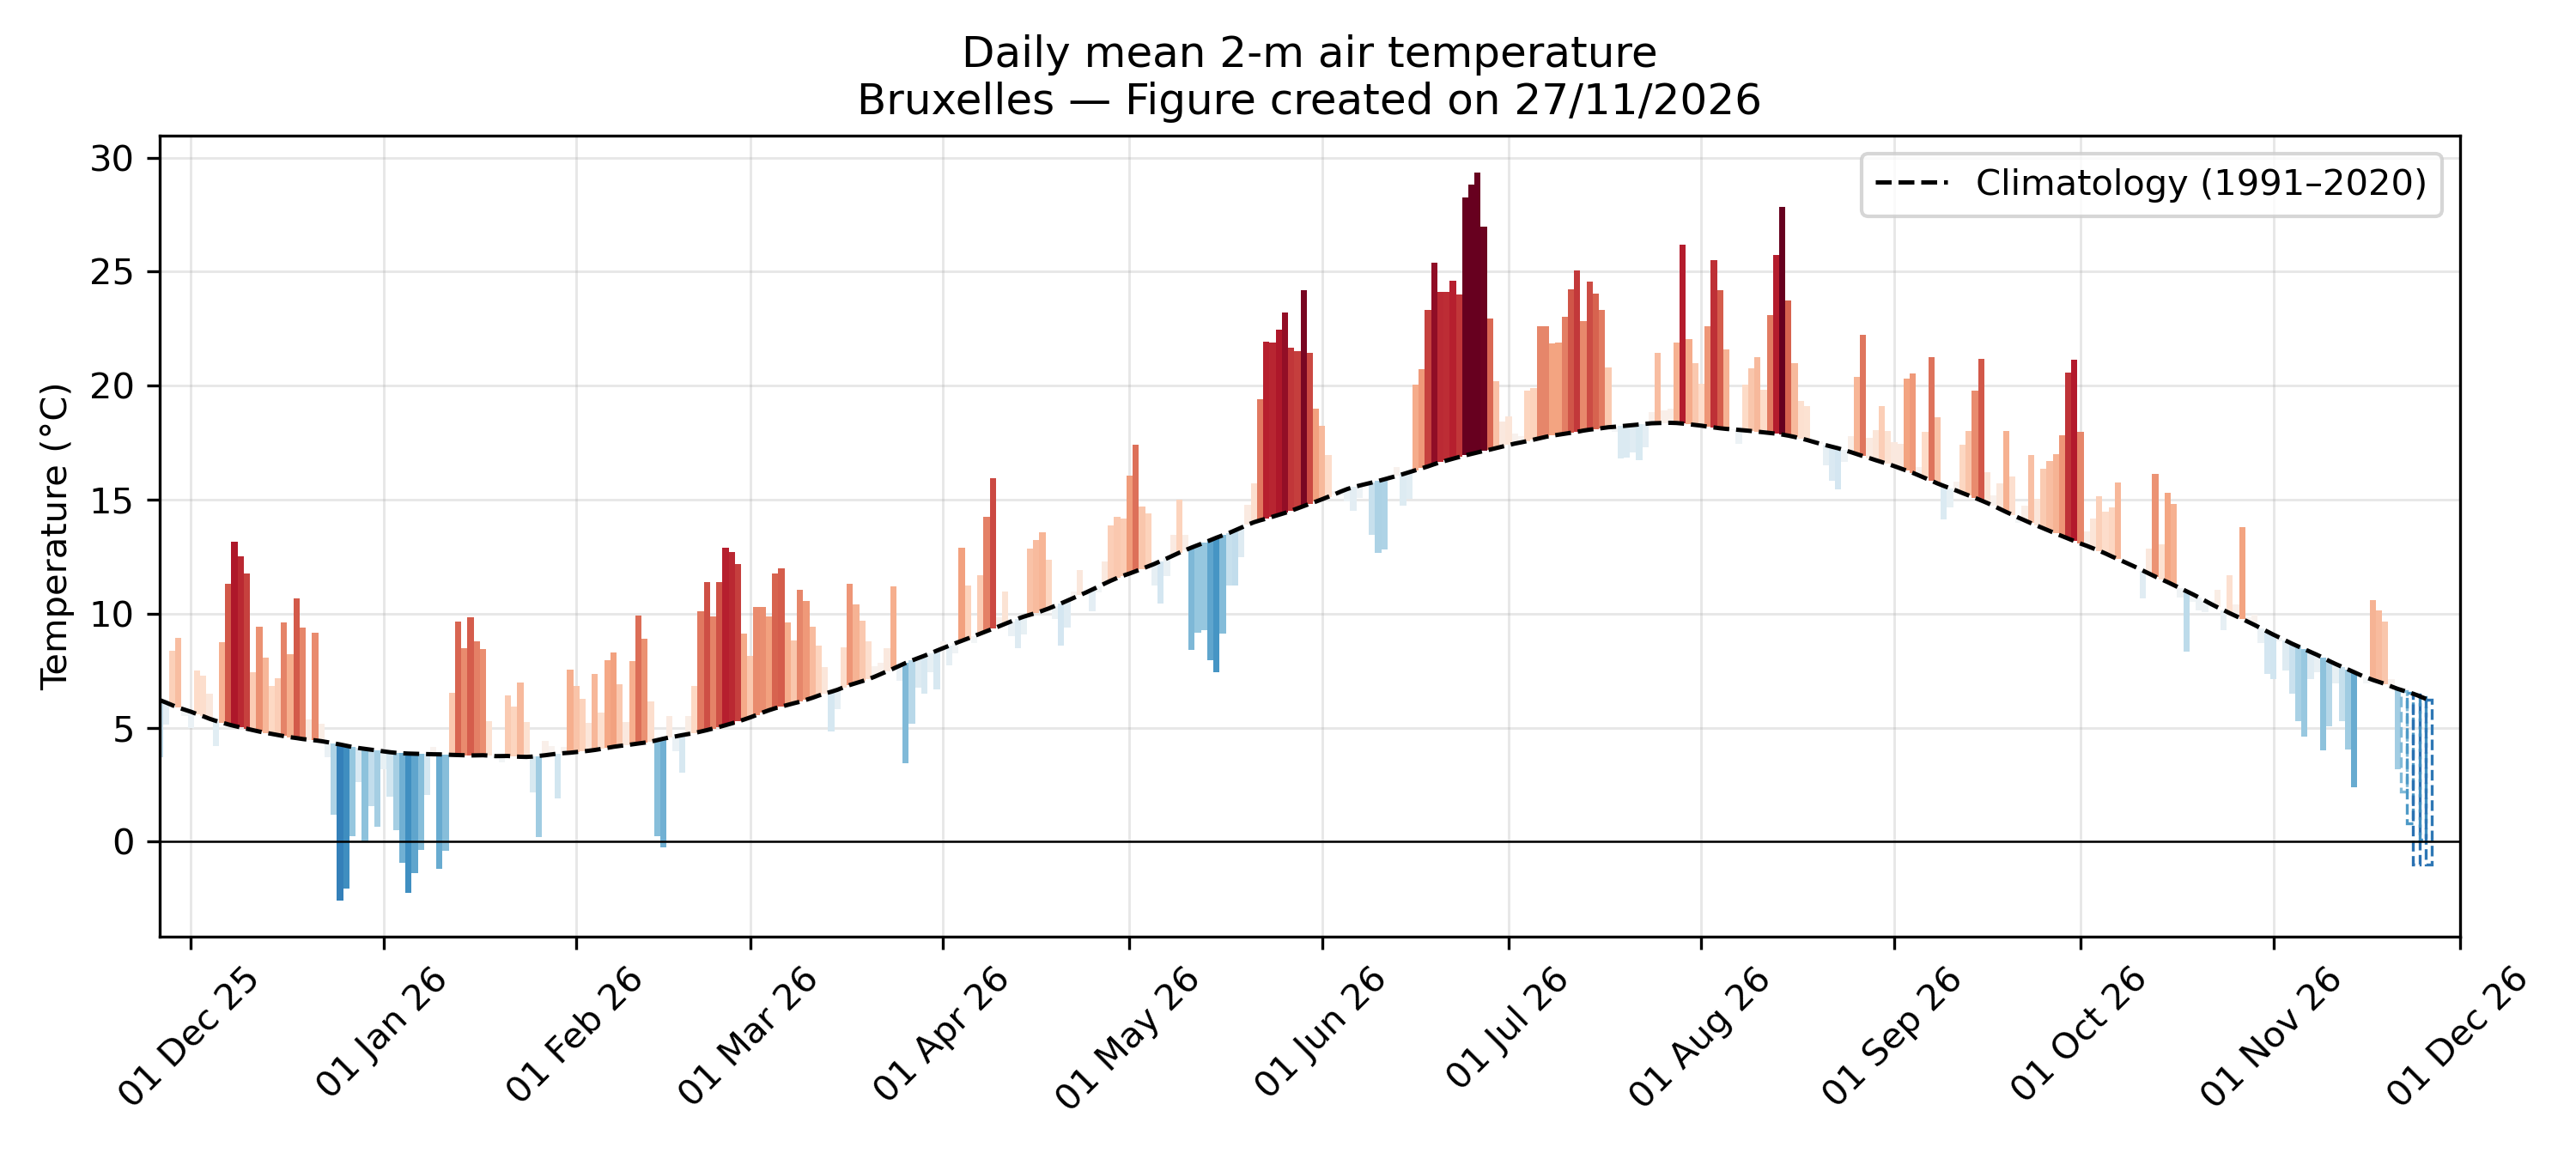 Daily mean 2-m air temperature
Bruxelles — Figure created on 27/11/2026
Climatology (1991–2020)
Temperature (°C)
30
25
20
15
10
5
0
01 Dec 25
01 Jan 26
01 Feb 26
01 Mar 26
01 Apr 26
01 May 26
01 Jun 26
01 Jul 26
01 Aug 26
01 Sep 26
01 Oct 26
01 Nov 26
01 Dec 26